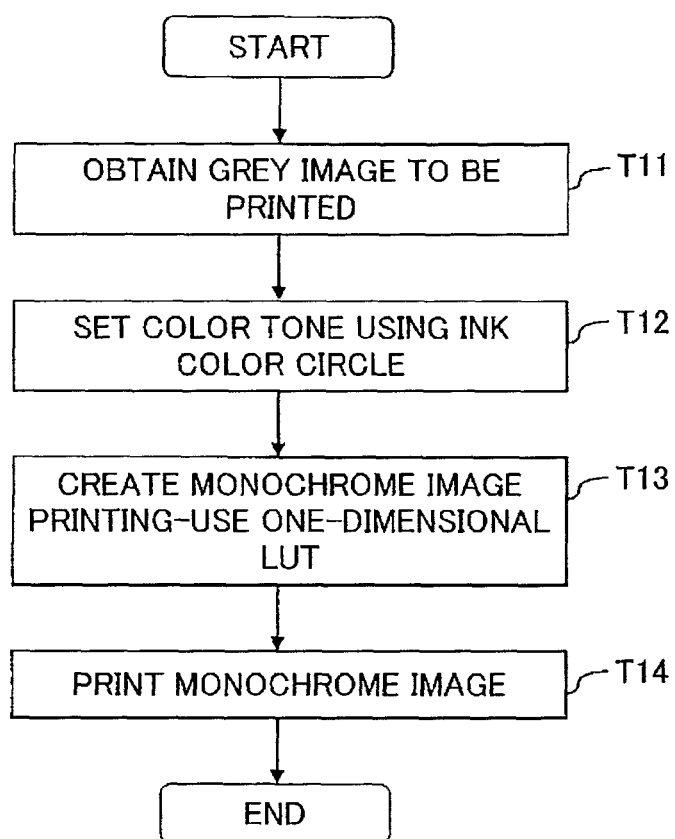 START
OBTAIN GREY IMAGE TO BE
PRINTED
T11
SET COLOR TONE USING INK
COLOR CIRCLE
T12
CREATE MONOCHROME IMAGE
PRINTING-USE ONE-DIMENSIONAL
LUT
T13
PRINT MONOCHROME IMAGE
T14
END